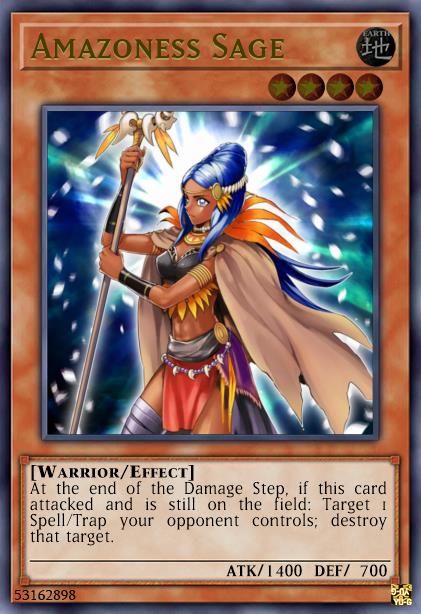 AMAZONESS SAGE
EARTH
地
[WARRIOR/EFFECT]
At the end of the Damage Step, if this card
attacked and is still on the field: Target 1
Spell/Trap your opponent controls; destroy
that target.
ATK/1400 DEF/ 700
53162898